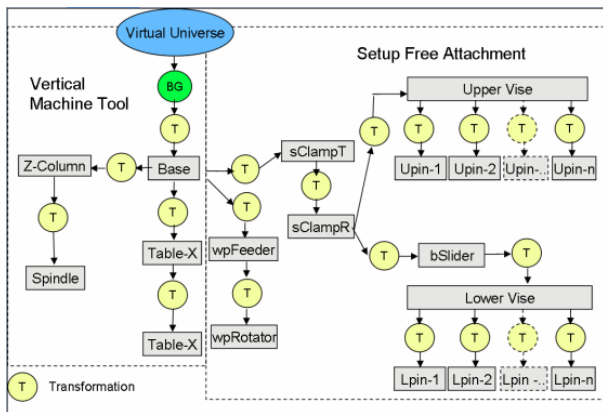 Virtual Universe
Vertical
Machine Tool
Setup Free Attachment
BG
T
Upper Vise
T
T
T
T
T
Z-Column
T
Base
T
sClampT
Upin-1
Upin-2
Upin-..
Upin-n
T
T
T
T
sClampR
Table-X
wpFeeder
T
bSlider
T
Spindle
T
T
Lower Vise
Table-X
wpRotator
T
T
T
T
T
Transformation
Lpin-1
Lpin-2
Lpin -..
Lpin-n